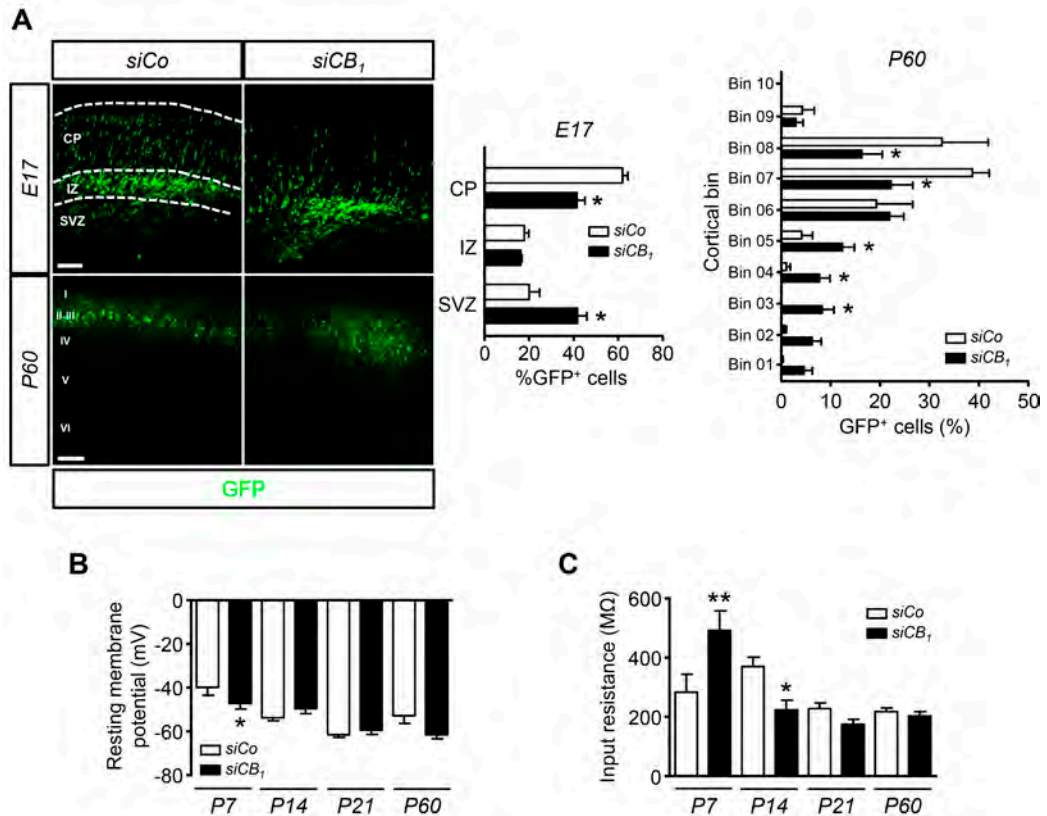 A
siCo
siCB₁
E17
CP
IZ
SVZ
P60
I
II-III
IV
V
VI
GFP
E17
CP
IZ
SVZ
*
*
siCo
siCB₁
0 20 40 60 80
%GFP⁺ cells
P60
Cortical bin
Bin 10
Bin 09
Bin 08
*
Bin 07
*
Bin 06
Bin 05
*
Bin 04
*
Bin 03
*
Bin 02
Bin 01
siCo
siCB₁
0 10 20 30 40 50
GFP⁺ cells (%)
B
Resting membrane
potential (mV)
0
-20
-40
-60
-80
*
siCo
siCB₁
P7 P14 P21 P60
C
Input resistance (MΩ)
600
400
200
0
**
*
siCo
siCB₁
P7 P14 P21 P60